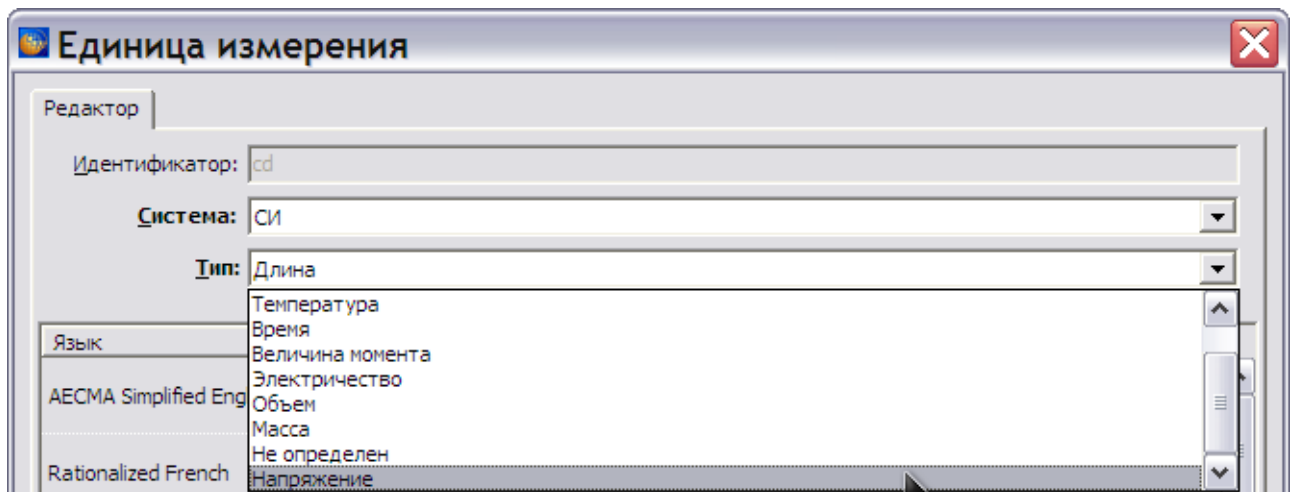 Единица измерения
Редактор
Идентификатор: cd
Система: СИ
Тип: Длина
Температура
Язык
Время
Величина момента
Электричество
AECMA Simplified Eng
Объем
Масса
Не определен
Rationalized French
Напряжение